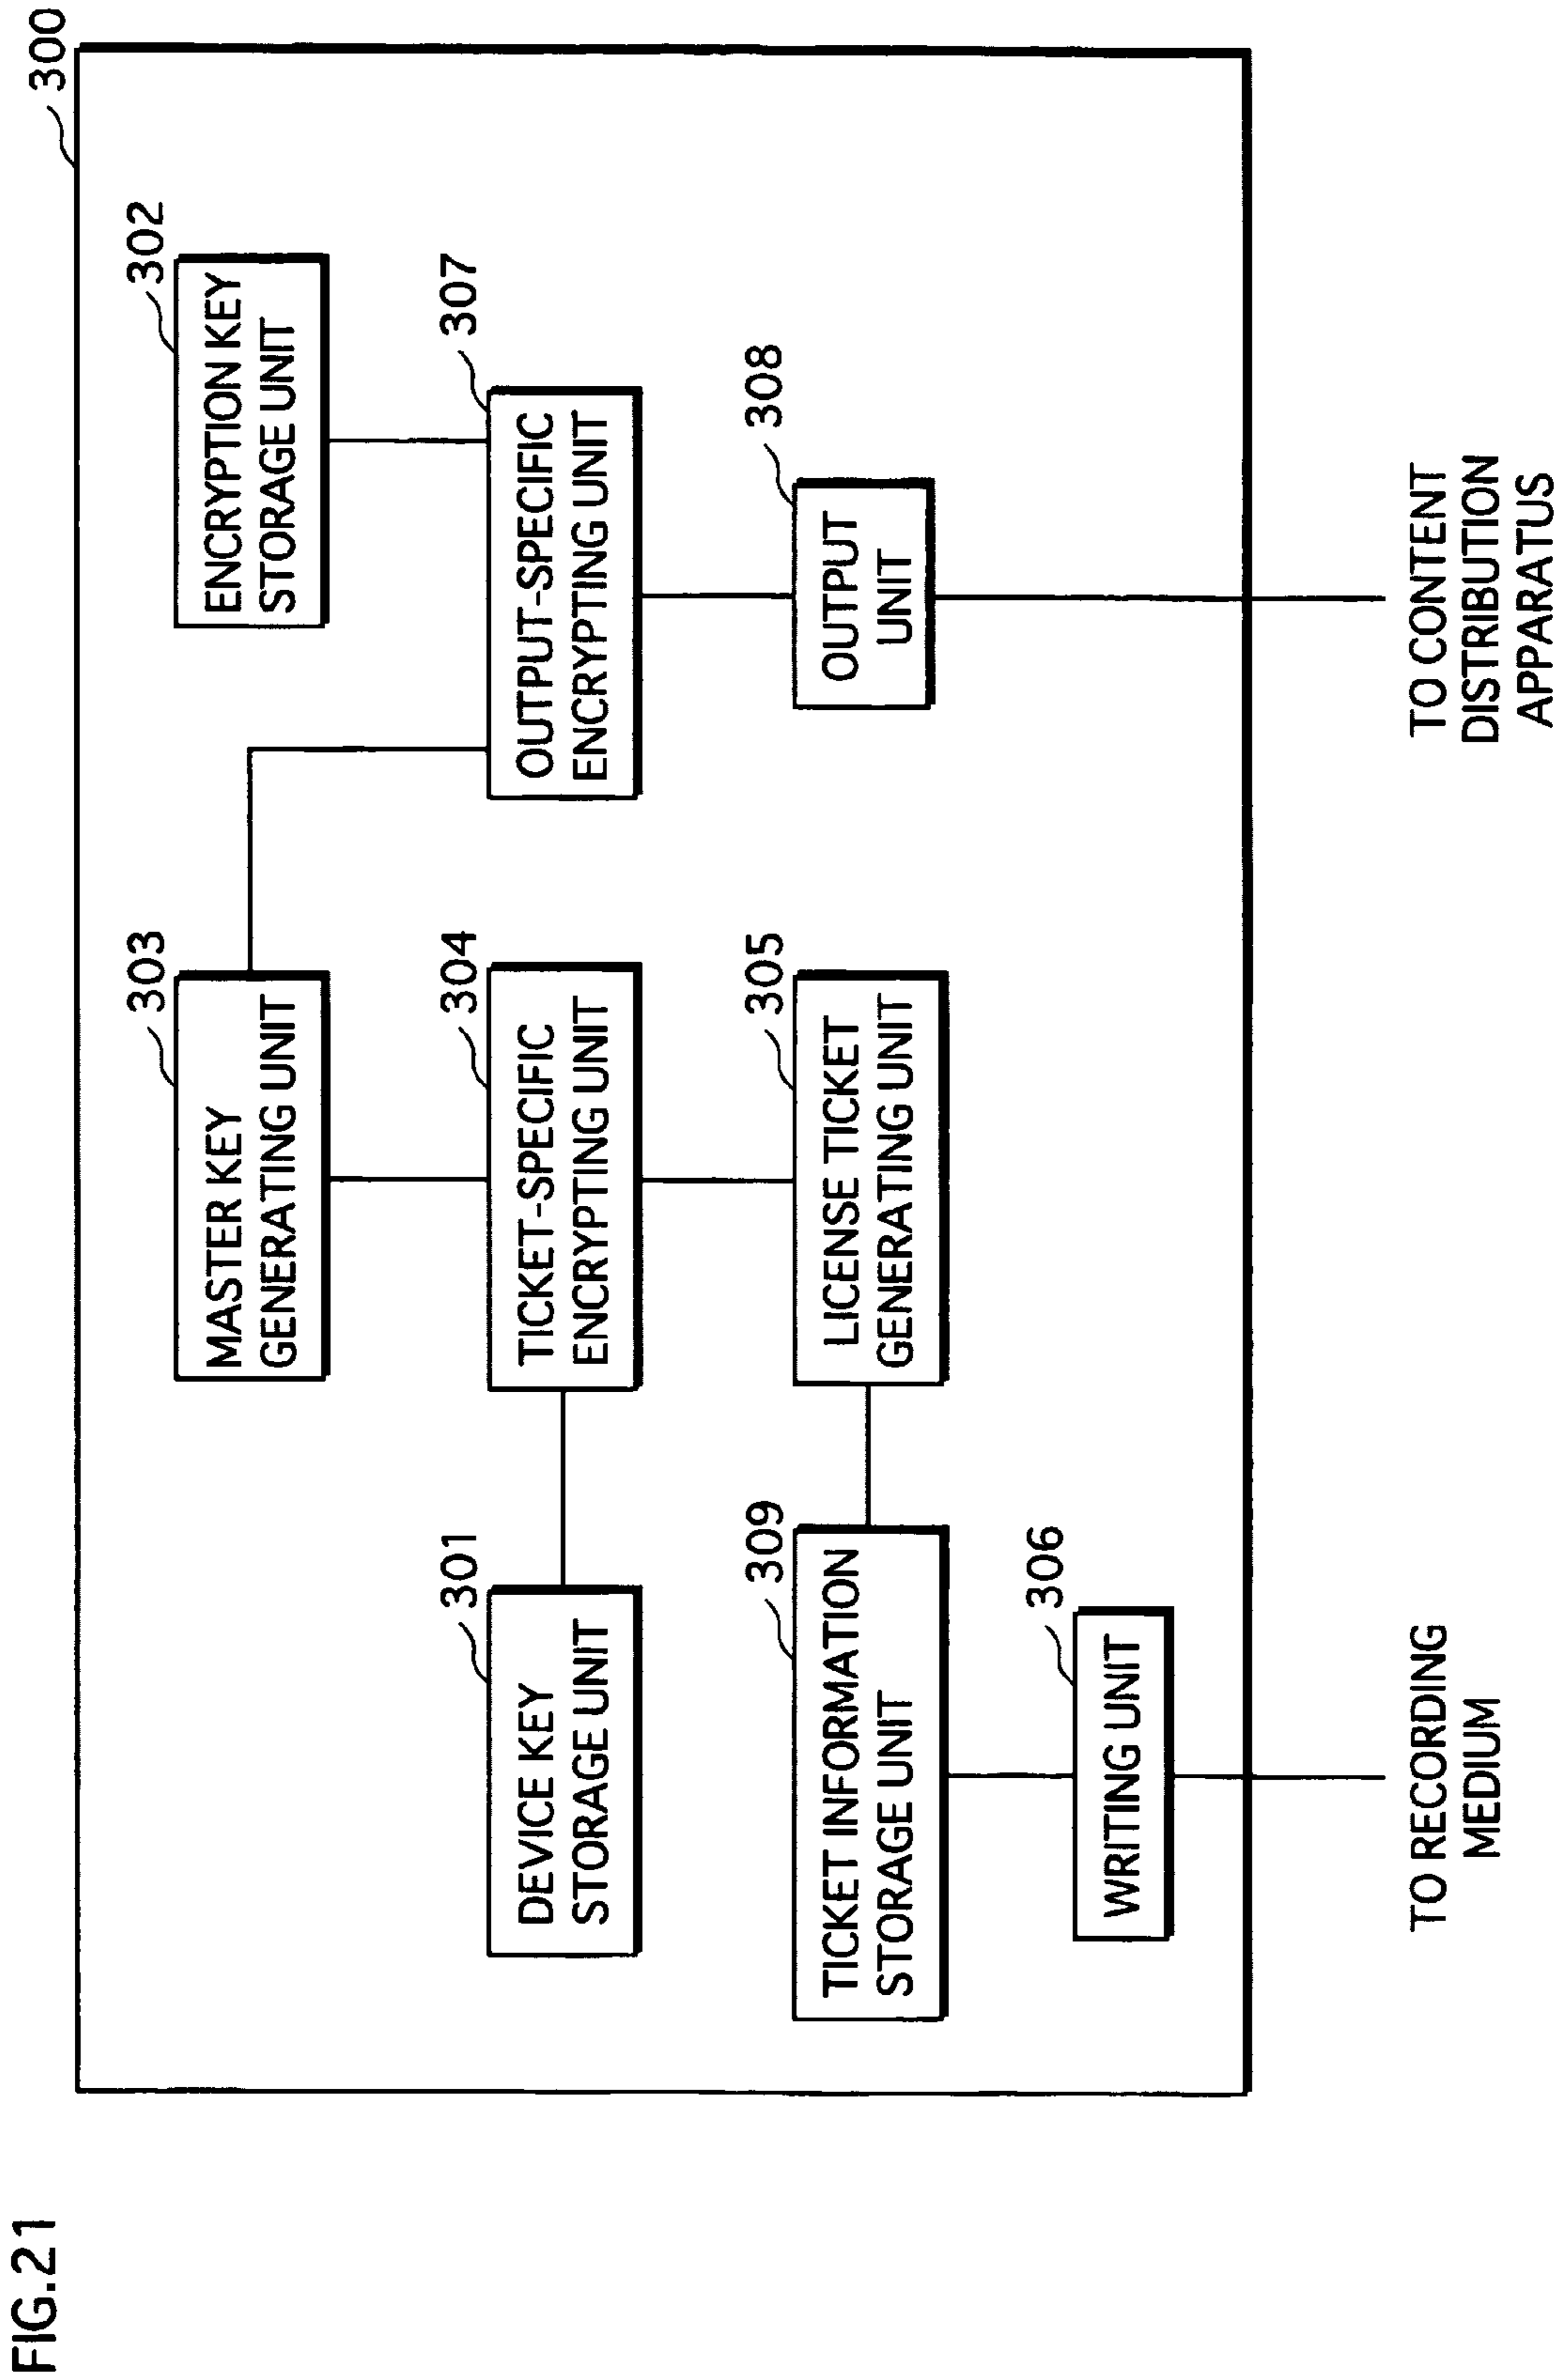 FIG.21
300
303
MASTER KEY
GENERATING UNIT
302
ENCRYPTION KEY
STORAGE UNIT
301
DEVICE KEY
STORAGE UNIT
304
TICKET-SPECIFIC
ENCRYPTING UNIT
307
OUTPUT-SPECIFIC
ENCRYPTING UNIT
309
TICKET INFORMATION
STORAGE UNIT
305
LICENSE TICKET
GENERATING UNIT
308
OUTPUT
UNIT
306
WRITING UNIT
TO RECORDING
MEDIUM
TO CONTENT
DISTRIBUTION
APPARATUS